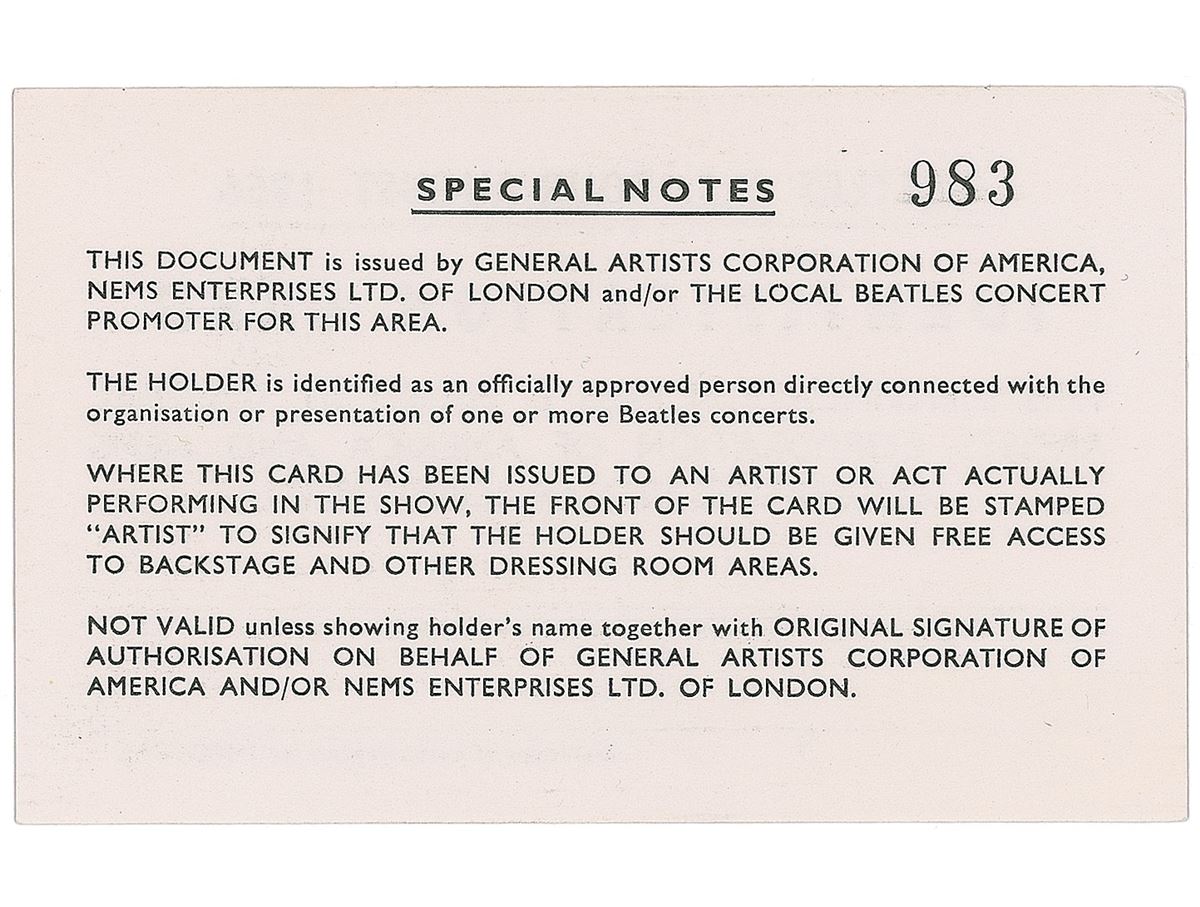 SPECIAL NOTES 983
THIS DOCUMENT is issued by GENERAL ARTISTS CORPORATION OF AMERICA,
NEMS ENTERPRISES LTD. OF LONDON and/or THE LOCAL BEATLES CONCERT
PROMOTER FOR THIS AREA.
THE HOLDER is identified as an officially approved person directly connected with the
organisation or presentation of one or more Beatles concerts.
WHERE THIS CARD HAS BEEN ISSUED TO AN ARTIST OR ACT ACTUALLY
PERFORMING IN THE SHOW, THE FRONT OF THE CARD WILL BE STAMPED
“ARTIST” TO SIGNIFY THAT THE HOLDER SHOULD BE GIVEN FREE ACCESS
TO BACKSTAGE AND OTHER DRESSING ROOM AREAS.
NOT VALID unless showing holder’s name together with ORIGINAL SIGNATURE OF
AUTHORISATION ON BEHALF OF GENERAL ARTISTS CORPORATION OF
AMERICA AND/OR NEMS ENTERPRISES LTD. OF LONDON.